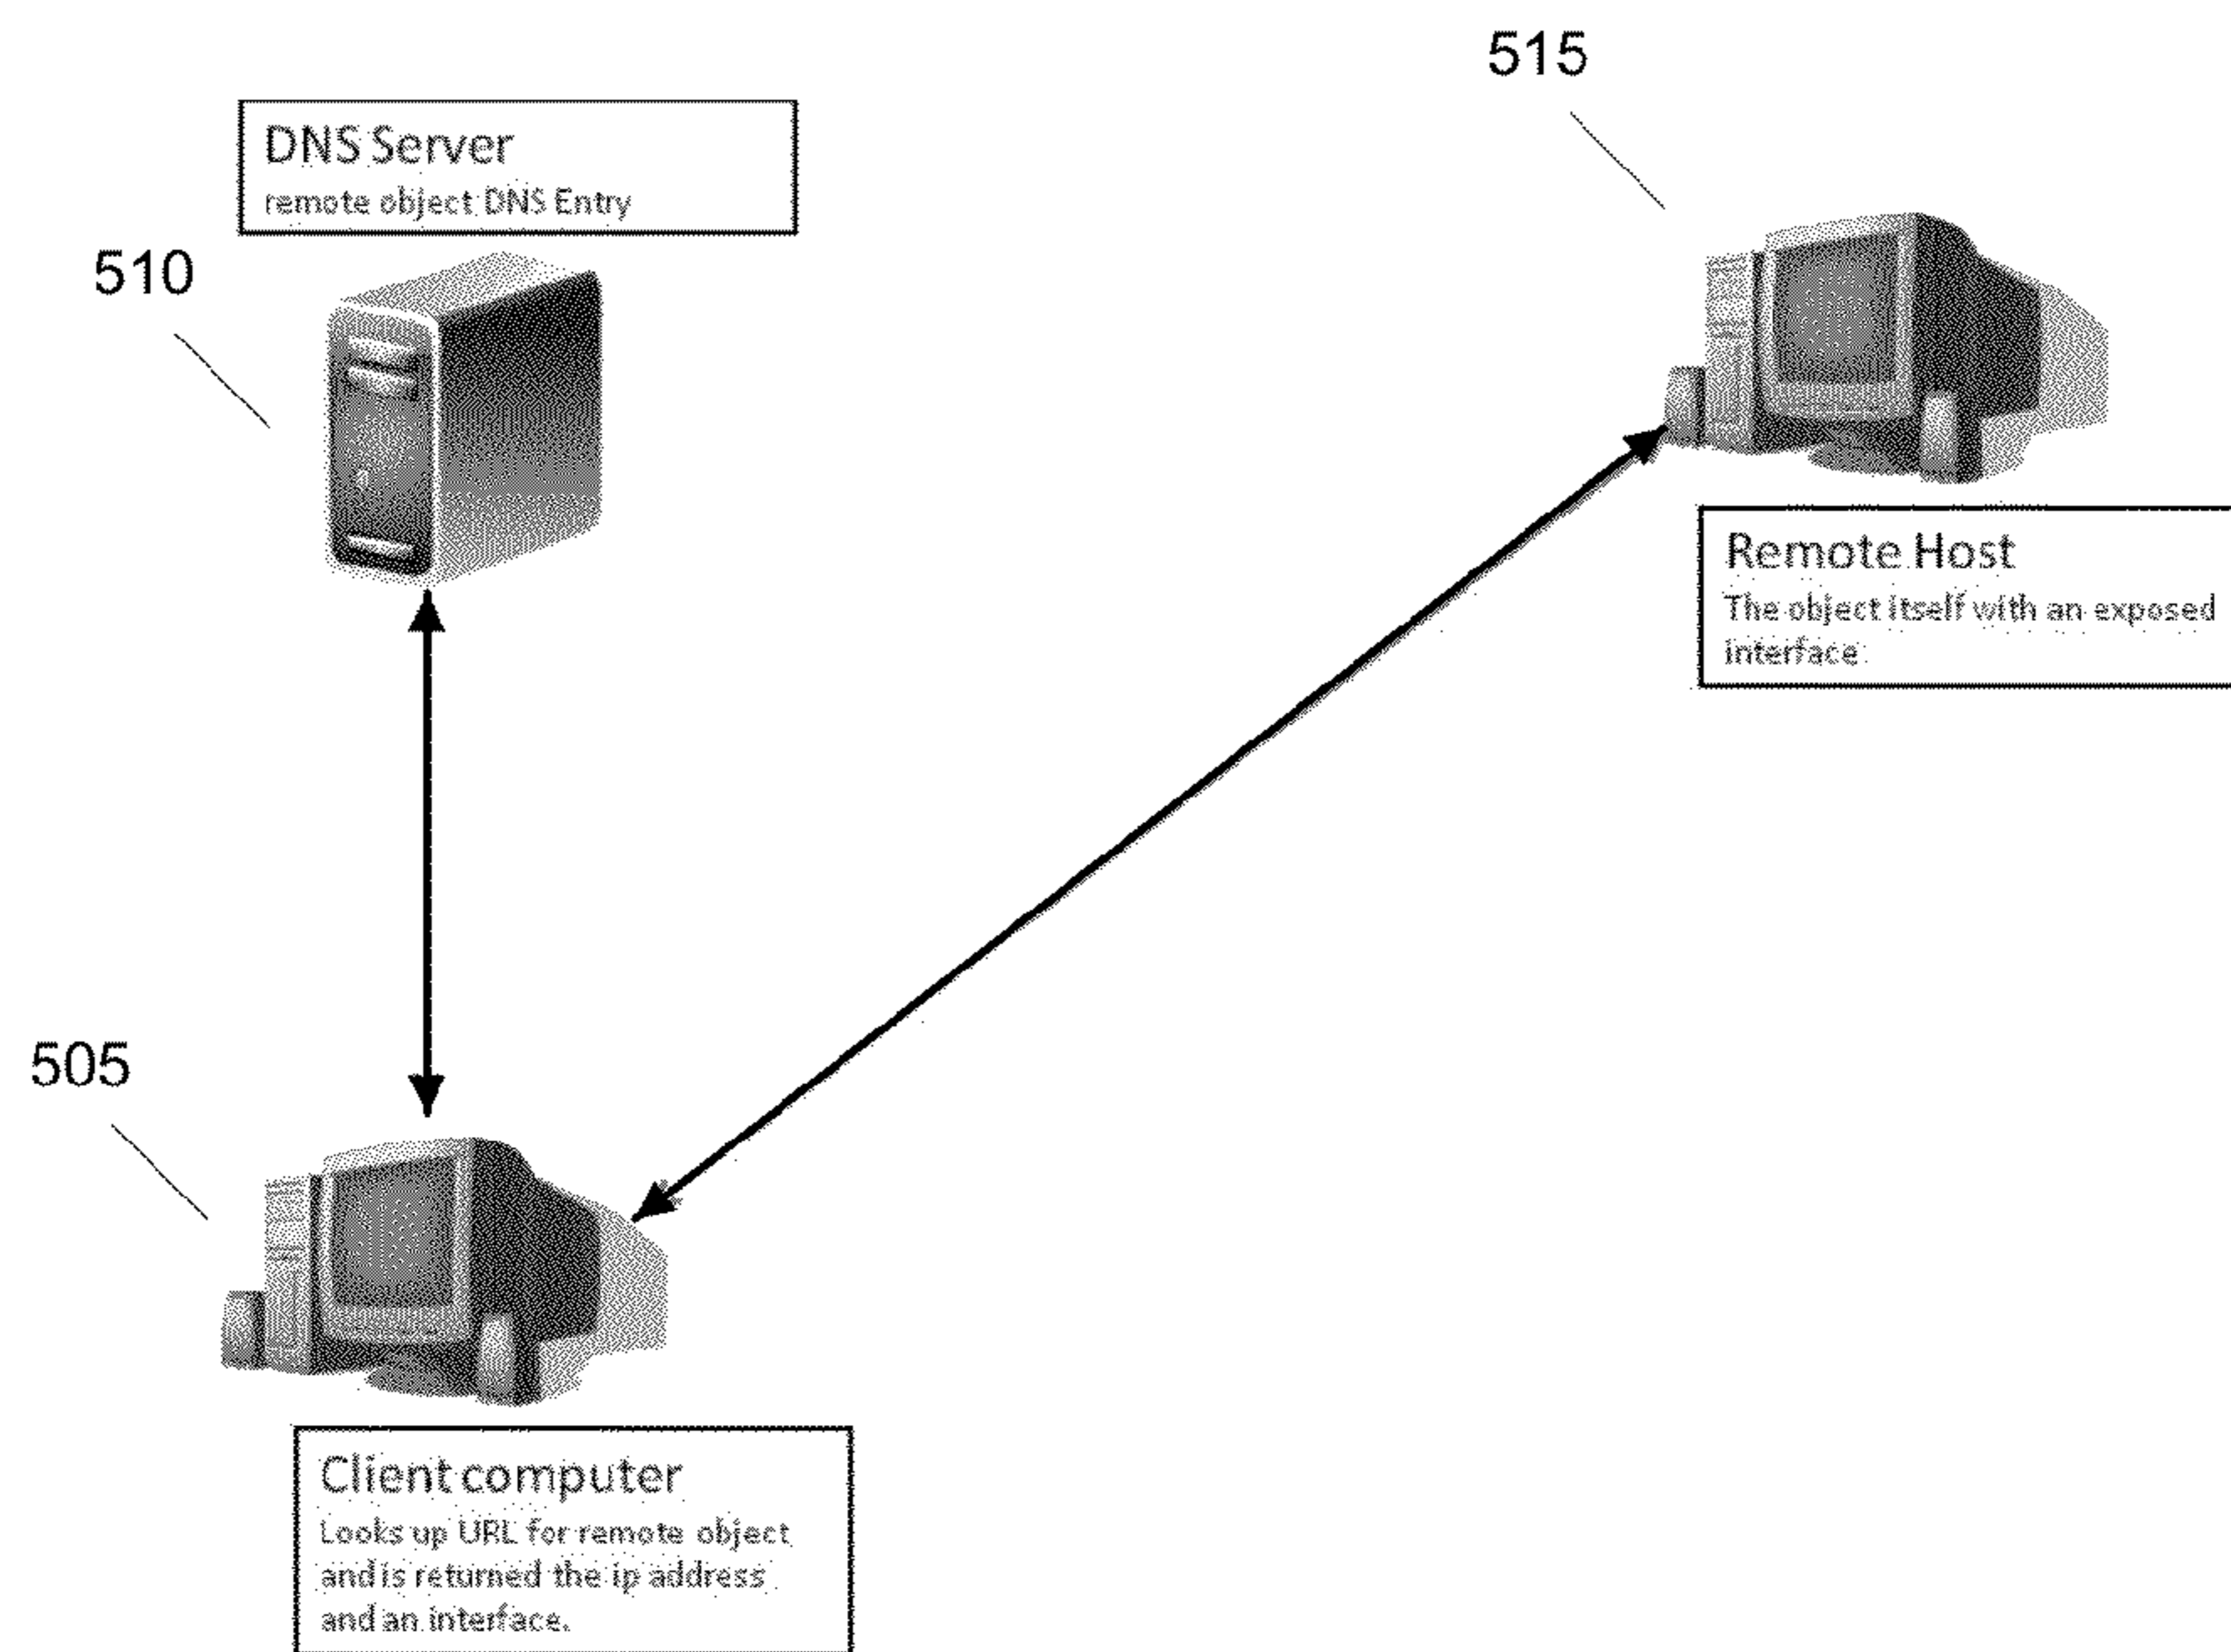 515
DNS Server
remote object DNS Entry
510
Remote Host
The object itself with an exposed
interface
505
Client computer
Looks up URL for remote object
and is returned the ip address
and an interface.